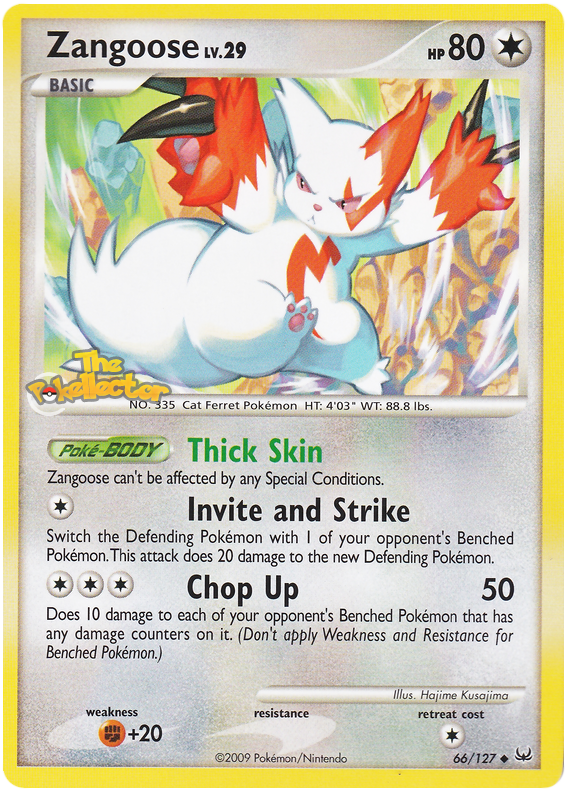 Zangoose LV.29
HP 80
BASIC
The
Pokellector
NO. 335 Cat Ferret Pokémon HT: 4'03" WT: 88.8 lbs.
Poké-BODY Thick Skin
Zangoose can't be affected by any Special Conditions.
Invite and Strike
Switch the Defending Pokémon with 1 of your opponent's Benched
Pokémon. This attack does 20 damage to the new Defending Pokémon.
Chop Up 50
Does 10 damage to each of your opponent's Benched Pokémon that has
any damage counters on it. (Don't apply Weakness and Resistance for
Benched Pokémon.)
Illus. Hajime Kusajima
weakness resistance retreat cost
+20
©2009 Pokémon/Nintendo
66/127